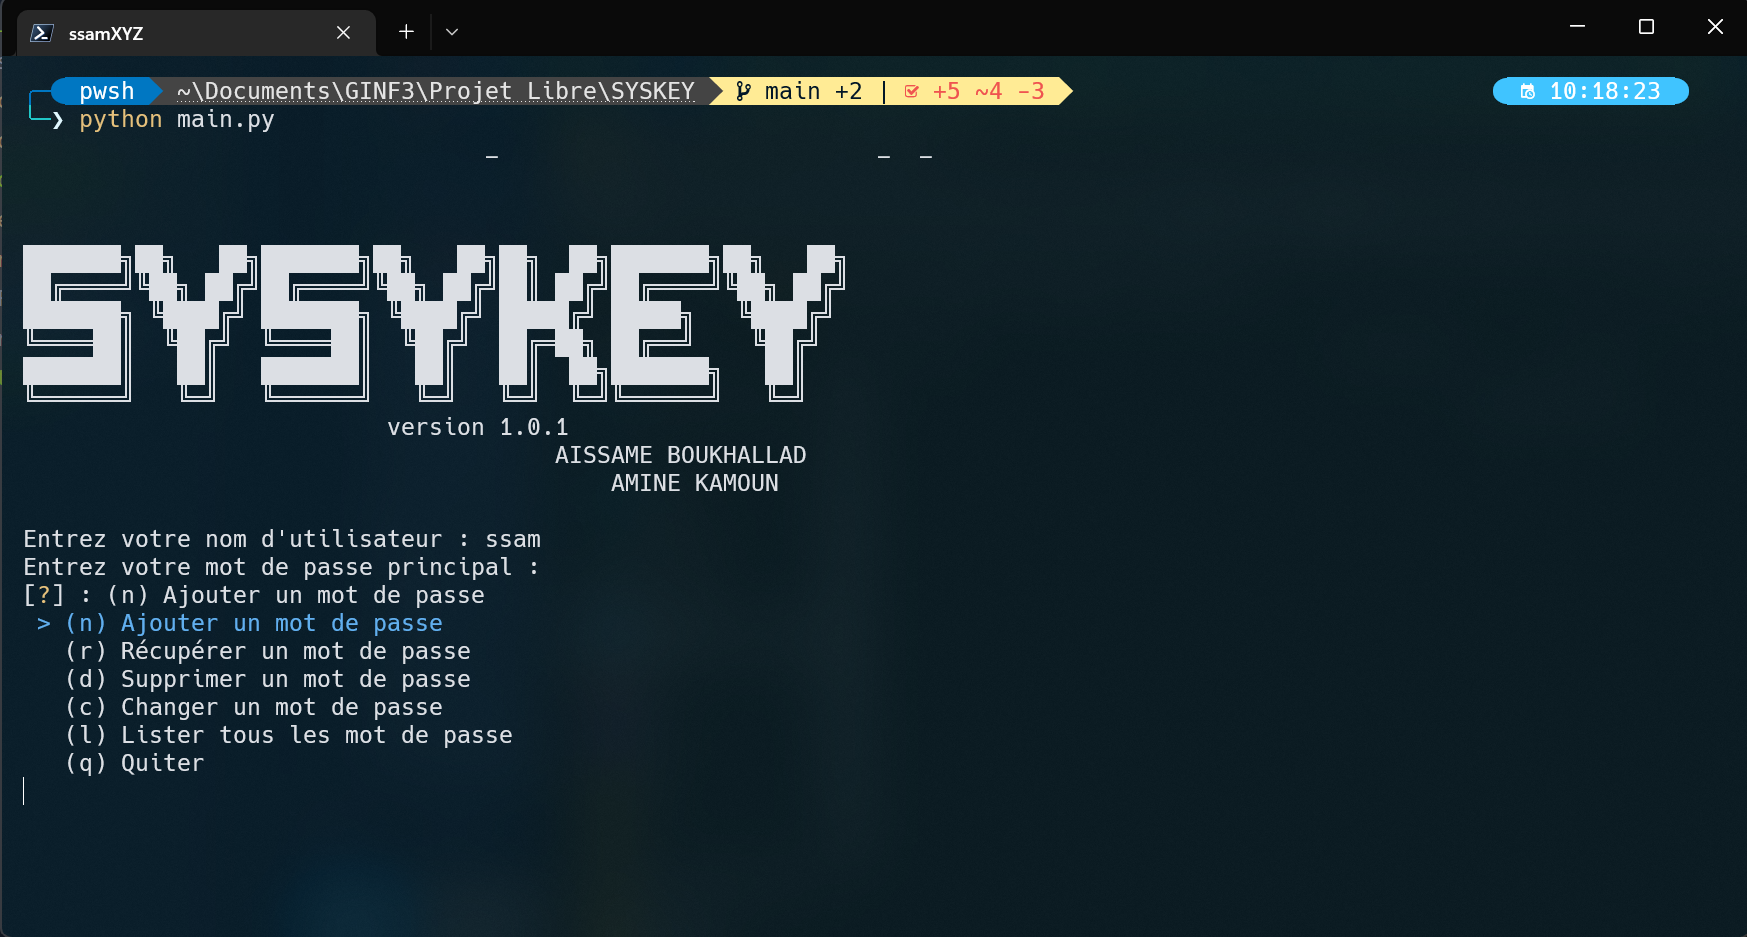 ssamXYZ
pwsh ~\Documents\GINF3\Projet Libre\SYSKEY main +2 | +5 ~4 -3 10:18:23
❯ python main.py
_ _ _
SYSYKEY
version 1.0.1
AISSAME BOUKHALLAD
AMINE KAMOUN
Entrez votre nom d'utilisateur : ssam
Entrez votre mot de passe principal :
[?] : (n) Ajouter un mot de passe
> (n) Ajouter un mot de passe
(r) Récupérer un mot de passe
(d) Supprimer un mot de passe
(c) Changer un mot de passe
(l) Lister tous les mot de passe
(q) Quiter